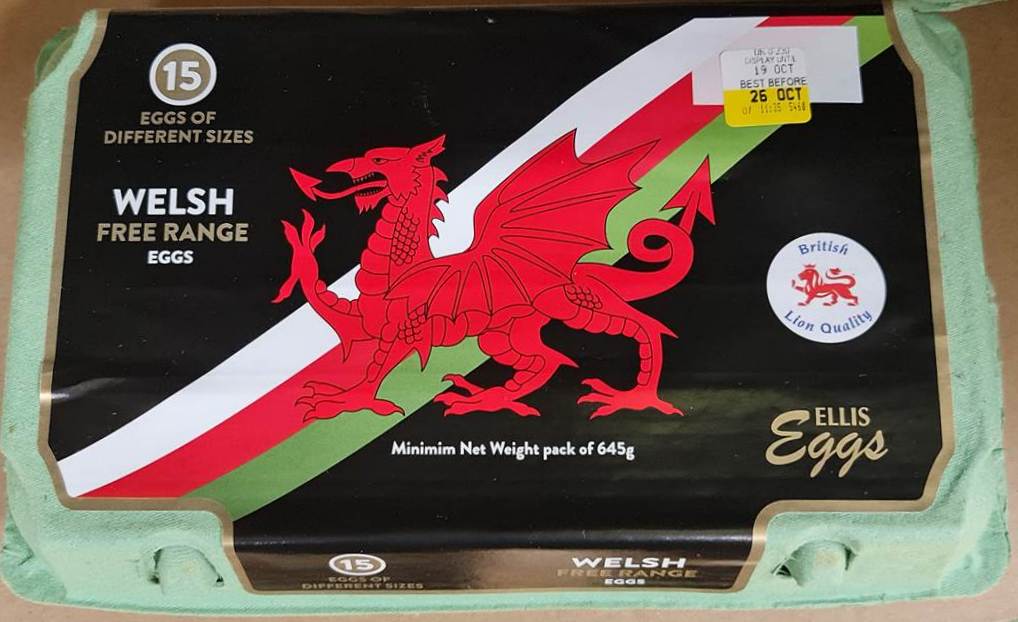 15
EGGS OF
DIFFERENT SIZES
WELSH
FREE RANGE
EGGS
DISPLAY UNTIL
19 OCT
BEST BEFORE
26 OCT
British
Lion Quality
ELLIS
Eggs
Minimim Net Weight pack of 645g
15
EGGS OF
DIFFERENT SIZES
WELSH
FREE RANGE
EGGS